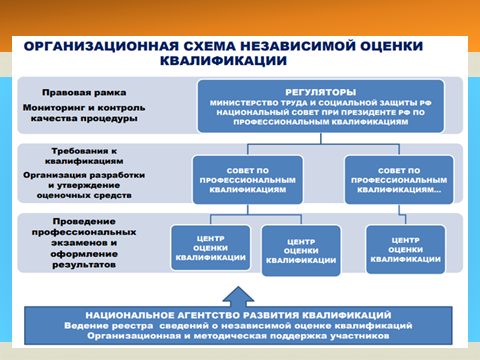 ОРГАНИЗАЦИОННАЯ СХЕМА НЕЗАВИСИМОЙ ОЦЕНКИ
КВАЛИФИКАЦИИ
Правовая рамка
Мониторинг и контроль
качества процедуры
РЕГУЛЯТОРЫ
МИНИСТЕРСТВО ТРУДА И СОЦИАЛЬНОЙ ЗАЩИТЫ РФ
НАЦИОНАЛЬНЫЙ СОВЕТ ПРИ ПРЕЗИДЕНТЕ РФ ПО
ПРОФЕССИОНАЛЬНЫМ КВАЛИФИКАЦИЯМ
Требования к
квалификациям
Организация разработки
и утверждение
оценочных средств
СОВЕТ ПО
ПРОФЕССИОНАЛЬНЫМ
КВАЛИФИКАЦИЯМ
СОВЕТ ПО
ПРОФЕССИОНАЛЬНЫМ
КВАЛИФИКАЦИЯМ...
Проведение
профессиональных
экзаменов и
оформление
результатов
ЦЕНТР
ОЦЕНКИ
КВАЛИФИКАЦИИ
ЦЕНТР
ОЦЕНКИ
КВАЛИФИКАЦИИ
ЦЕНТР
ОЦЕНКИ
КВАЛИФИКАЦИИ
НАЦИОНАЛЬНОЕ АГЕНТСТВО РАЗВИТИЯ КВАЛИФИКАЦИЙ
Ведение реестра сведений о независимой оценке квалификаций
Организационная и методическая поддержка участников